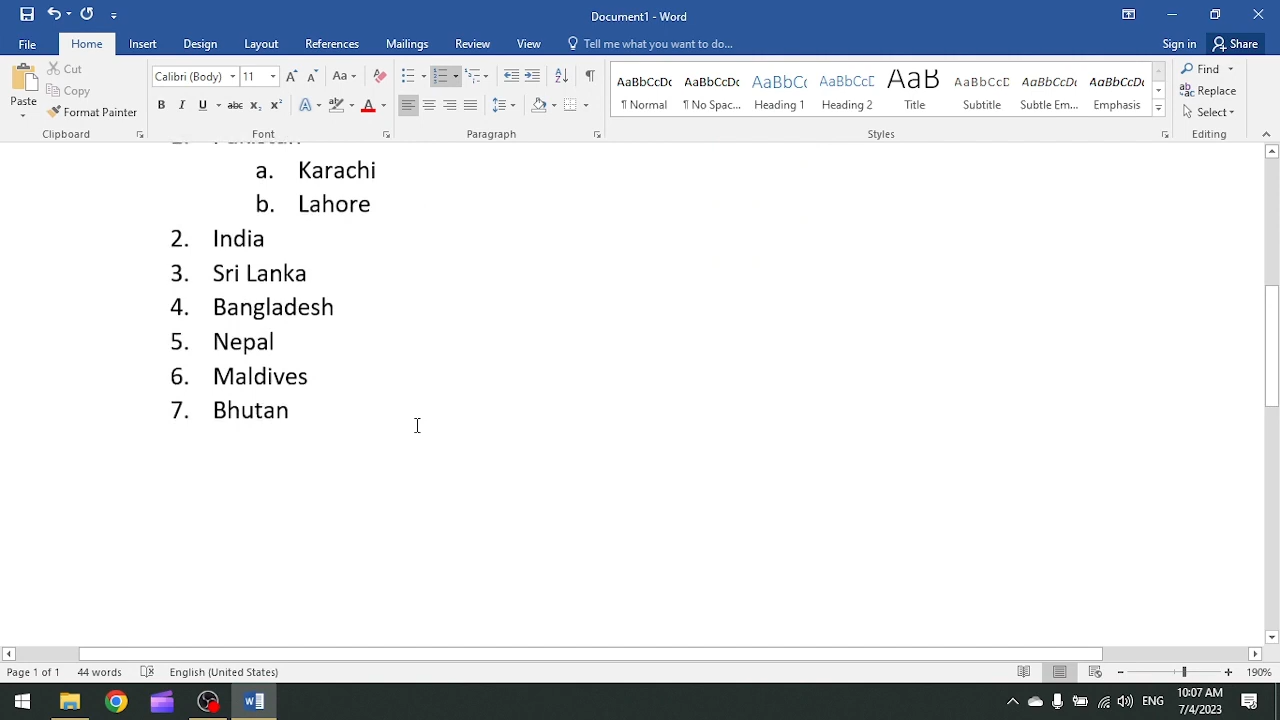 Document1 - Word
File Home Insert Design Layout References Mailings Review View Tell me what you want to do... Sign in Share
Paste Cut Copy Format Painter
Calibri (Body) 11
AaBbCcDc AaBbCcDc AaBbC AaBbCcD AaB AaBbCcD AaBbCcDc AaBbCcDc
¶ Normal ¶ No Spac... Heading 1 Heading 2 Title Subtitle Subtle Em... Emphasis
Find
Replace
Select
Clipboard Font Paragraph Styles Editing
a. Karachi
b. Lahore
2. India
3. Sri Lanka
4. Bangladesh
5. Nepal
6. Maldives
7. Bhutan
Page 1 of 1 44 words English (United States) 190%
ENG 10:07 AM
7/4/2023